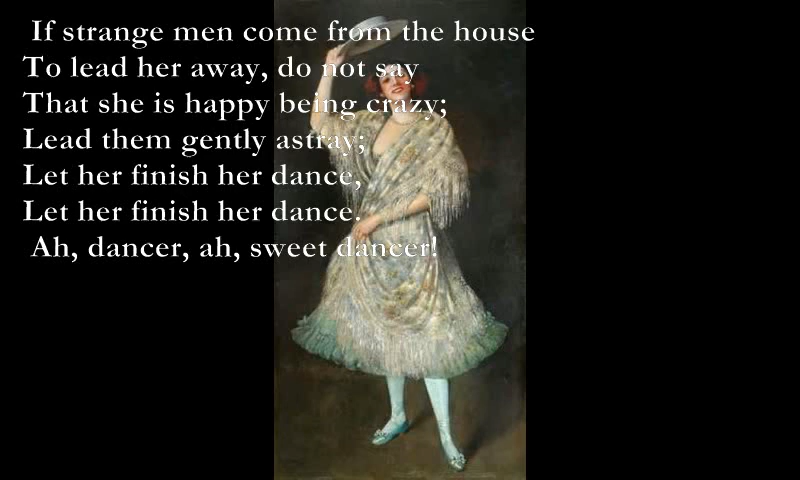 If strange men come from the house
To lead her away, do not say
That she is happy being crazy;
Lead them gently astray;
Let her finish her dance,
Let her finish her dance.
Ah, dancer, ah, sweet dancer!